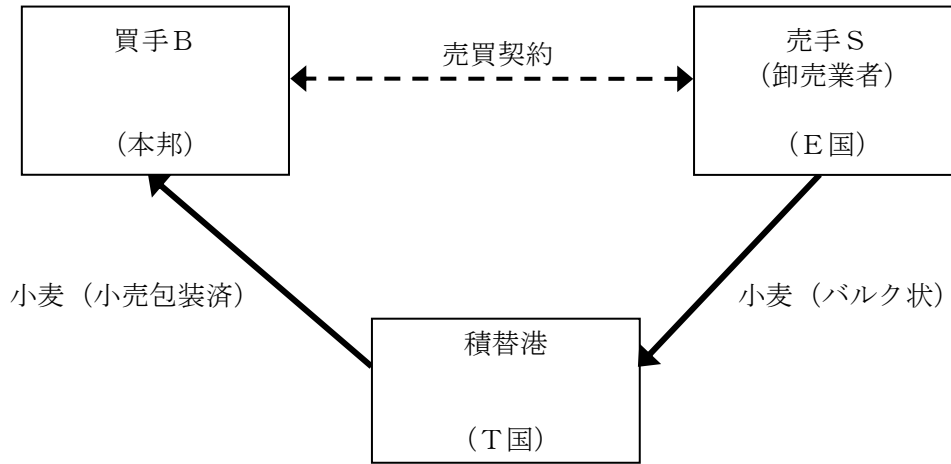 買手Ｂ
（本邦）
売買契約
売手Ｓ
（卸売業者）
（Ｅ国）
小麦（小売包装済）
小麦（バルク状）
積替港
（Ｔ国）